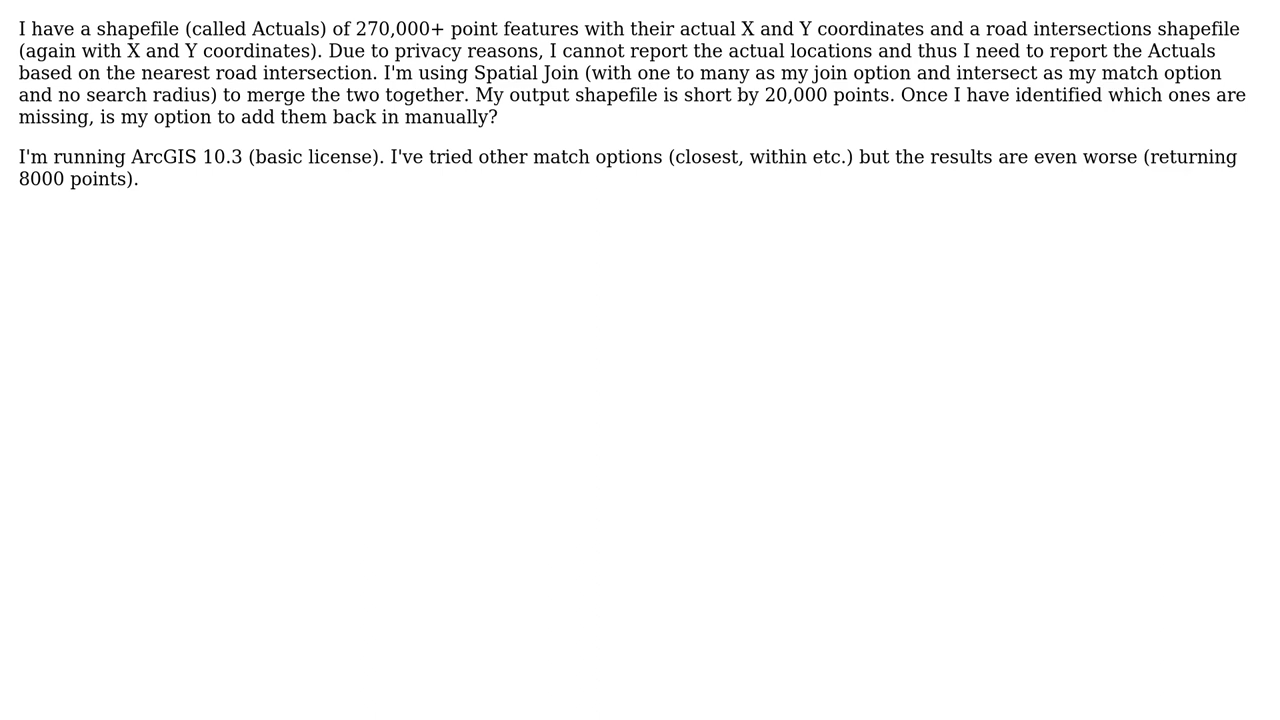 I have a shapefile (called Actuals) of 270,000+ point features with their actual X and Y coordinates and a road intersections shapefile
(again with X and Y coordinates). Due to privacy reasons, I cannot report the actual locations and thus I need to report the Actuals
based on the nearest road intersection. I'm using Spatial Join (with one to many as my join option and intersect as my match option
and no search radius) to merge the two together. My output shapefile is short by 20,000 points. Once I have identified which ones are
missing, is my option to add them back in manually?
I'm running ArcGIS 10.3 (basic license). I've tried other match options (closest, within etc.) but the results are even worse (returning
8000 points).